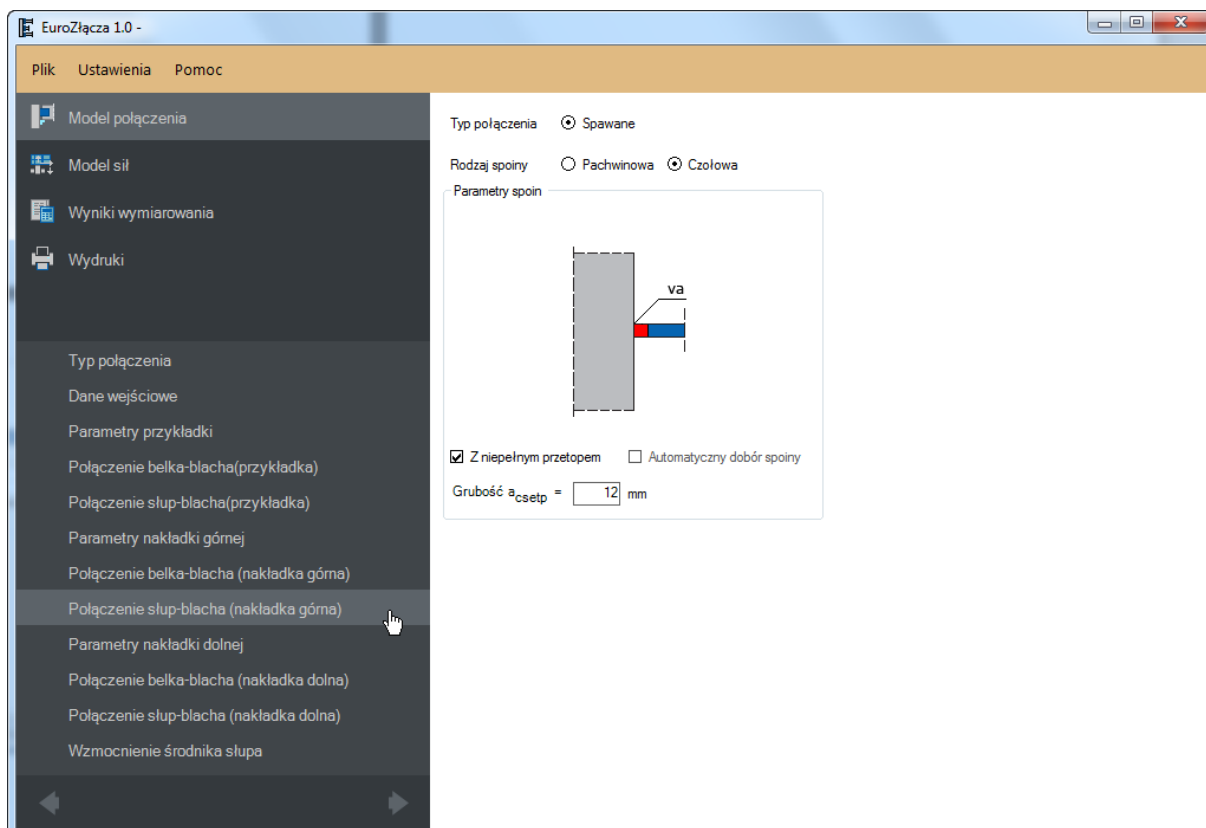 EuroZłącza 1.0 -
Plik Ustawienia Pomoc
Model połączenia
Model sił
Wyniki wymiarowania
Wydruki
Typ połączenia
Dane wejściowe
Parametry przykładki
Połączenie belka-blacha(przykładka)
Połączenie słup-blacha(przykładka)
Parametry nakładki górnej
Połączenie belka-blacha (nakładka górna)
Połączenie słup-blacha (nakładka górna)
Parametry nakładki dolnej
Połączenie belka-blacha (nakładka dolna)
Połączenie słup-blacha (nakładka dolna)
Wzmocnienie środnika słupa
Typ połączenia Spawane
Rodzaj spoiny Pachwinowa Czołowa
Parametry spoin
va
Z niepełnym przetopem Automatyczny dobór spoiny
Grubość acsetp = 12 mm